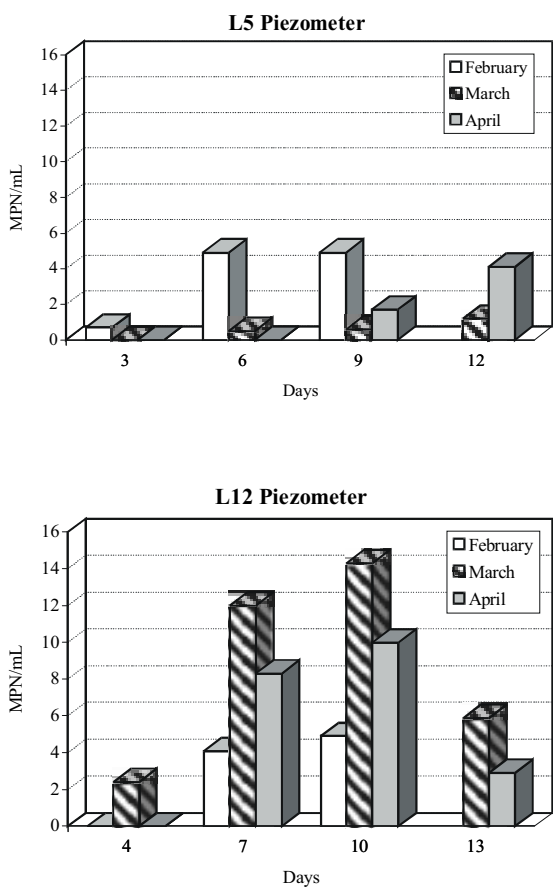 L5 Piezometer
16
14
12
10
8
6
4
2
0
MPN/mL
February
March
April
3 6 9 12
Days
L12 Piezometer
16
14
12
10
8
6
4
2
0
MPN/mL
February
March
April
4 7 10 13
Days